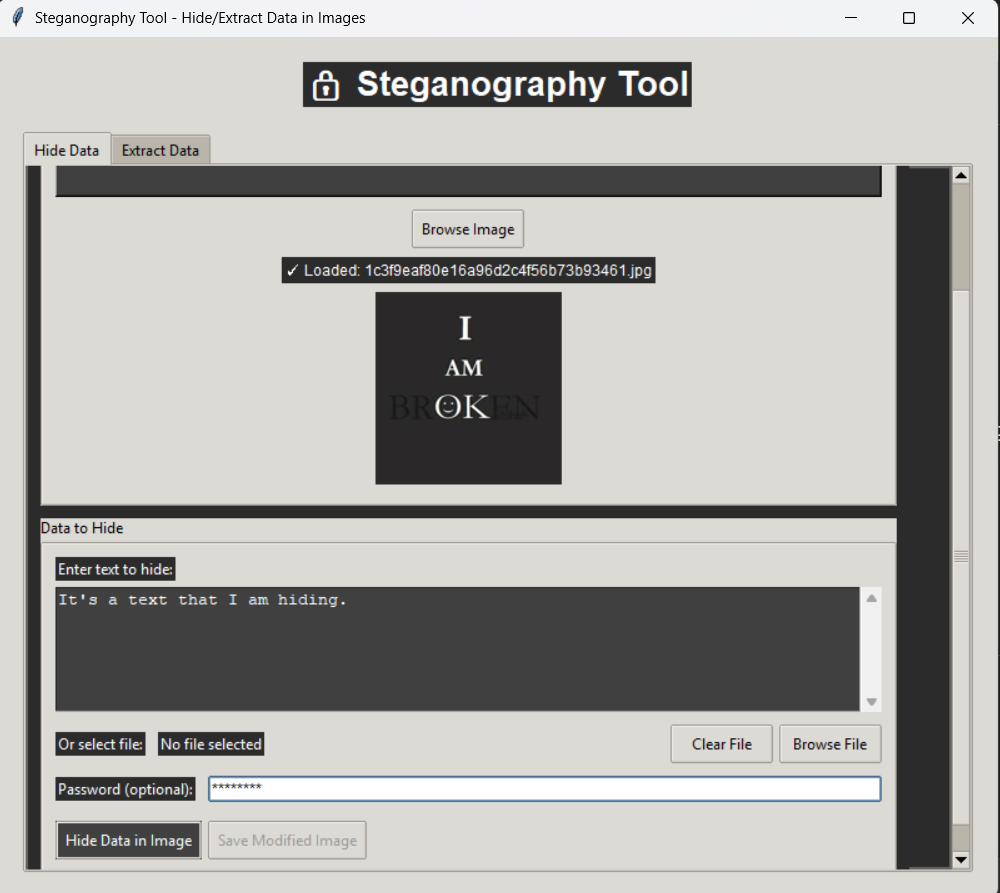 Steganography Tool - Hide/Extract Data in Images
🔒 Steganography Tool
Hide Data Extract Data
Browse Image
✓ Loaded: 1c3f9eaf80e16a96d2c4f56b73b93461.jpg
I
AM
BROKEN
Data to Hide
Enter text to hide:
It's a text that I am hiding.
Or select file: No file selected Clear File Browse File
Password (optional): ********
Hide Data in Image Save Modified Image